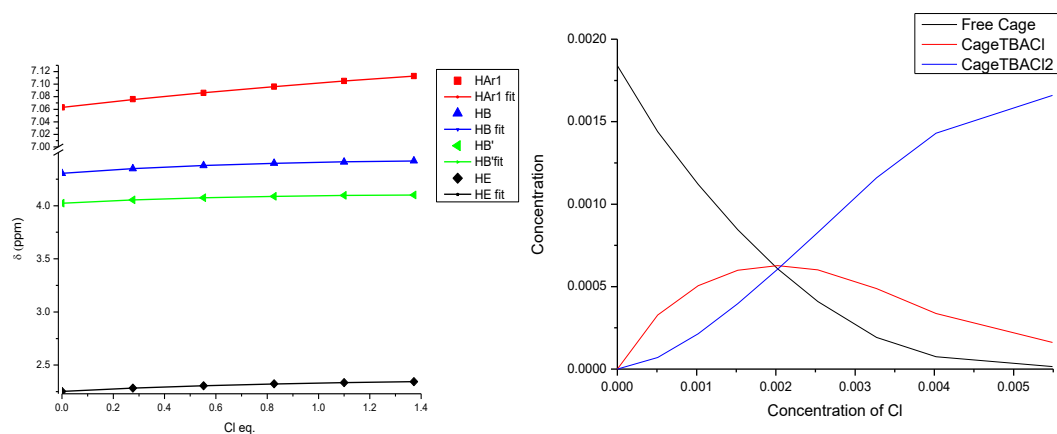 7.12
7.10
7.08
7.06
7.04
7.02
7.00
4.0
3.5
3.0
2.5
δ (ppm)
0.0 0.2 0.4 0.6 0.8 1.0 1.2 1.4
Cl eq.
HAr1
HAr1 fit
HB
HB fit
HB'
HB'fit
HE
HE fit
Free Cage
CageTBACl
CageTBACl2
0.0020
0.0015
0.0010
0.0005
0.0000
Concentration
0.000 0.001 0.002 0.003 0.004 0.005
Concentration of Cl